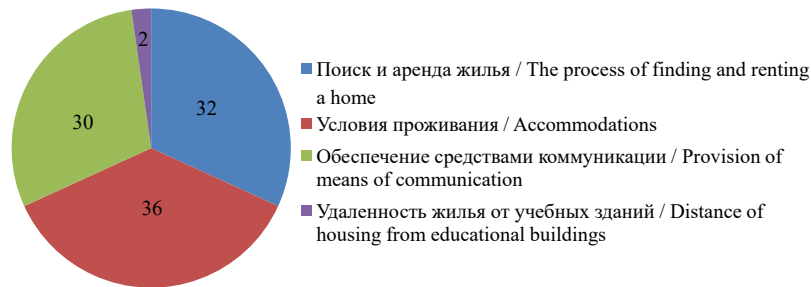 2
32
30
36
Поиск и аренда жилья / The process of finding and renting
a home
Условия проживания / Accommodations
Обеспечение средствами коммуникации / Provision of
means of communication
Удаленность жилья от учебных зданий / Distance of
housing from educational buildings